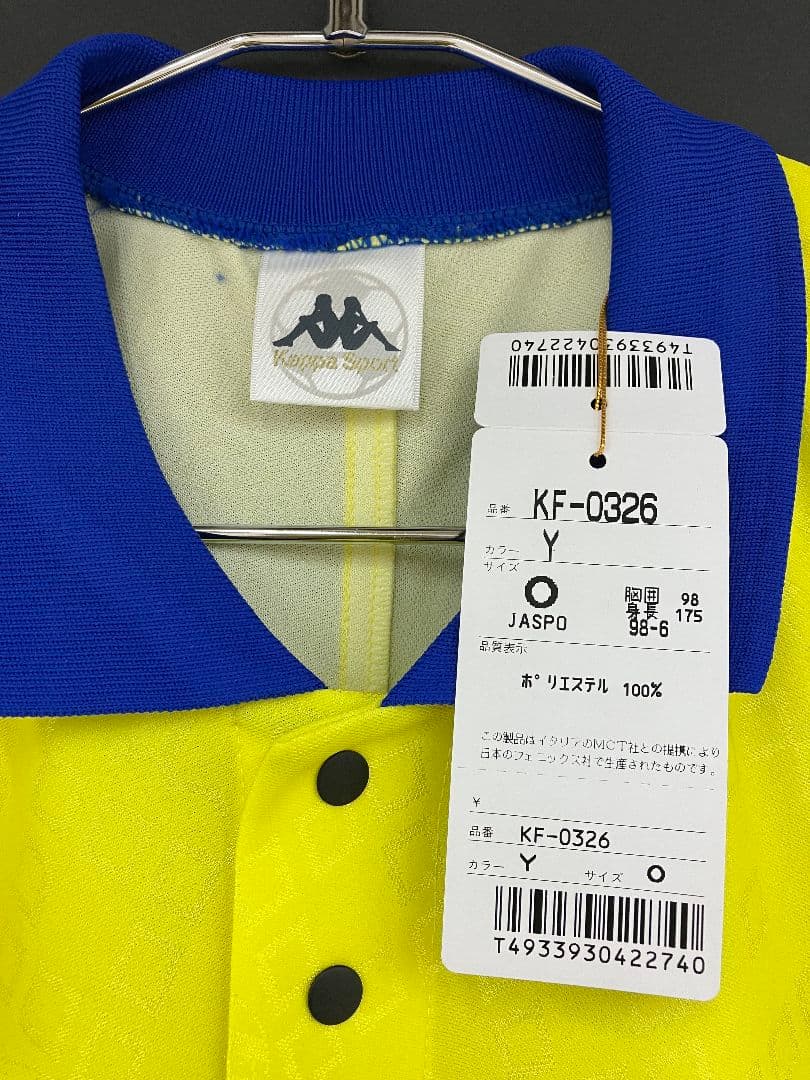 Kappa Sport
T4933930422740
品番 KF-0326
カラー Y
サイズ
O 胸囲 98
身長 175
JASPO 98-6
品質表示
ポリエステル 100%
この製品はイタリアのMCT社との提携により
日本のフェニックス社で生産されたものです。
¥
品番 KF-0326
カラー Y サイズ O
T4933930422740